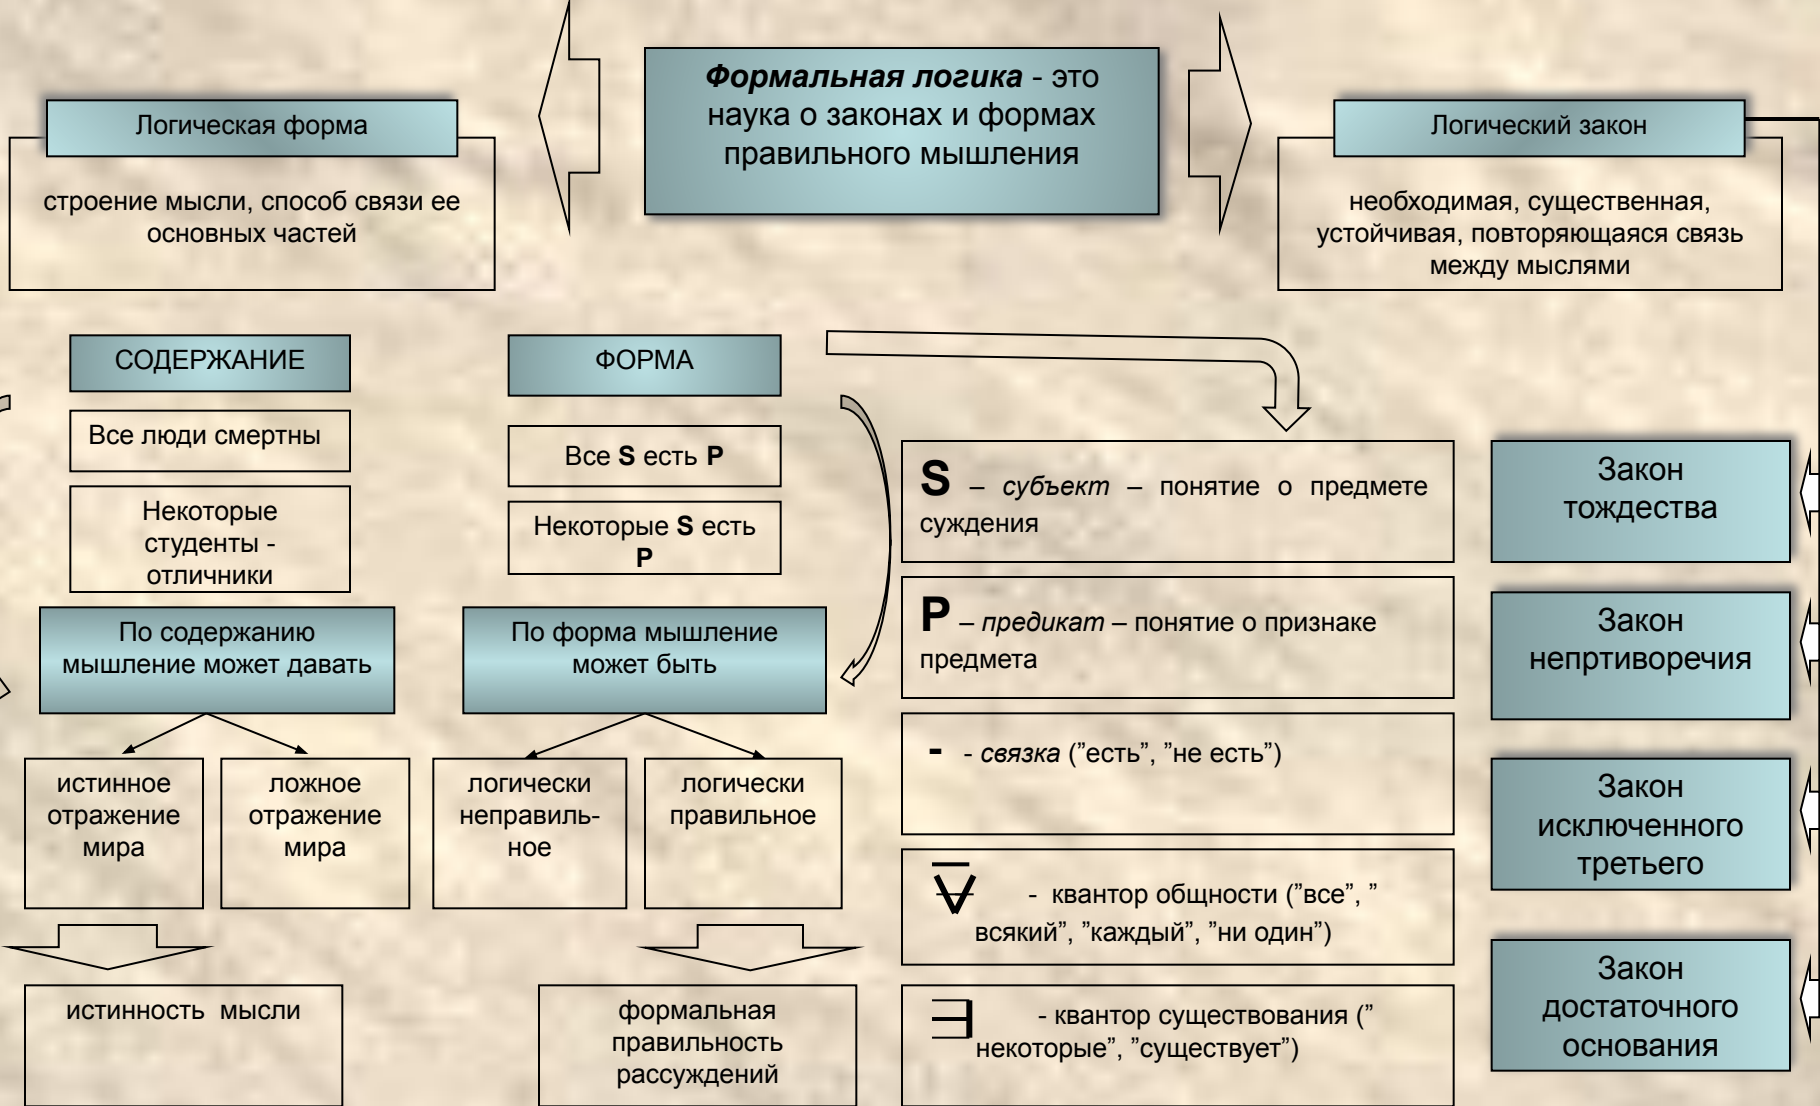 Формальная логика - это
наука о законах и формах
правильного мышления
Логическая форма
строение мысли, способ связи ее
основных частей
Логический закон
необходимая, существенная,
устойчивая, повторяющаяся связь
между мыслями
СОДЕРЖАНИЕ
Все люди смертны
Некоторые
студенты -
отличники
По содержанию
мышление может давать
истинное
отражение
мира
ложное
отражение
мира
истинность мысли
ФОРМА
Все S есть P
Некоторые S есть
P
По форма мышление
может быть
логически
неправиль-
ное
логически
правильное
формальная
правильность
рассуждений
S – субъект – понятие о предмете
суждения
P – предикат – понятие о признаке
предмета
- - связка (”есть”, ”не есть”)
∀ - квантор общности (”все”, ”
всякий”, ”каждый”, ”ни один”)
∃ - квантор существования (”
некоторые”, ”существует”)
Закон
тождества
Закон
непртиворечия
Закон
исключенного
третьего
Закон
достаточного
основания